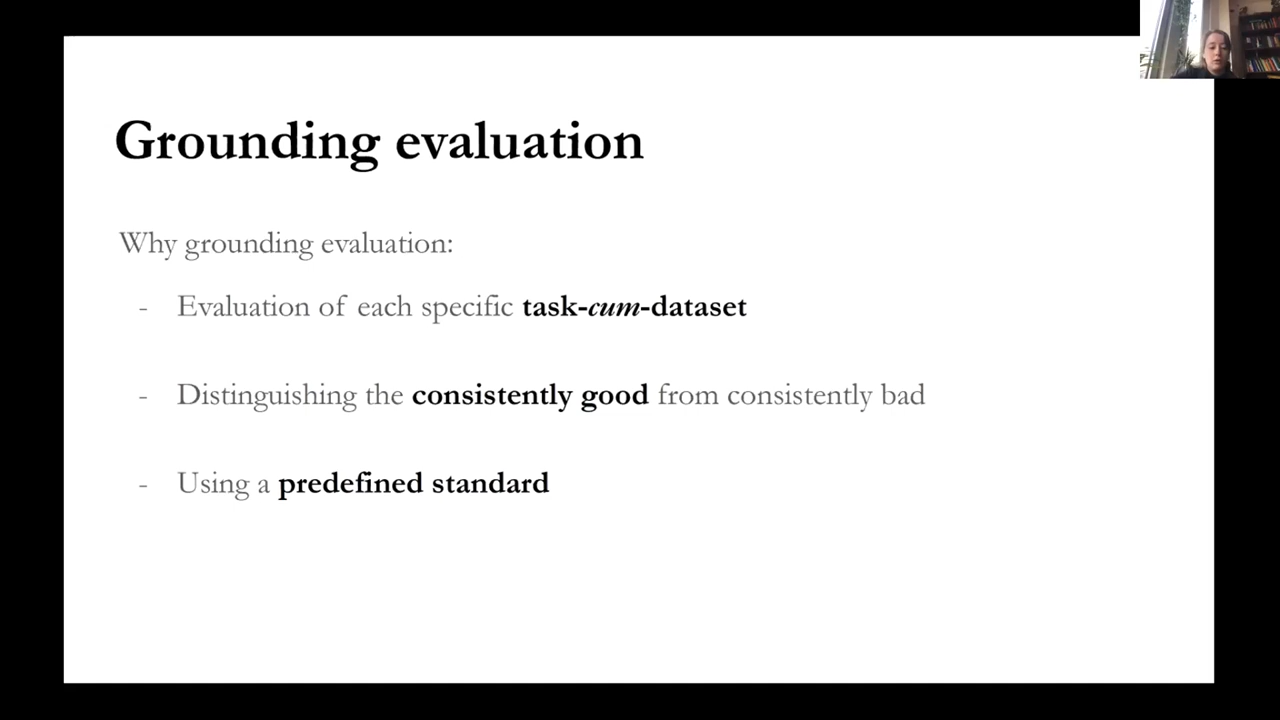 Grounding evaluation
Why grounding evaluation:
- Evaluation of each specific task-cum-dataset
- Distinguishing the consistently good from consistently bad
- Using a predefined standard